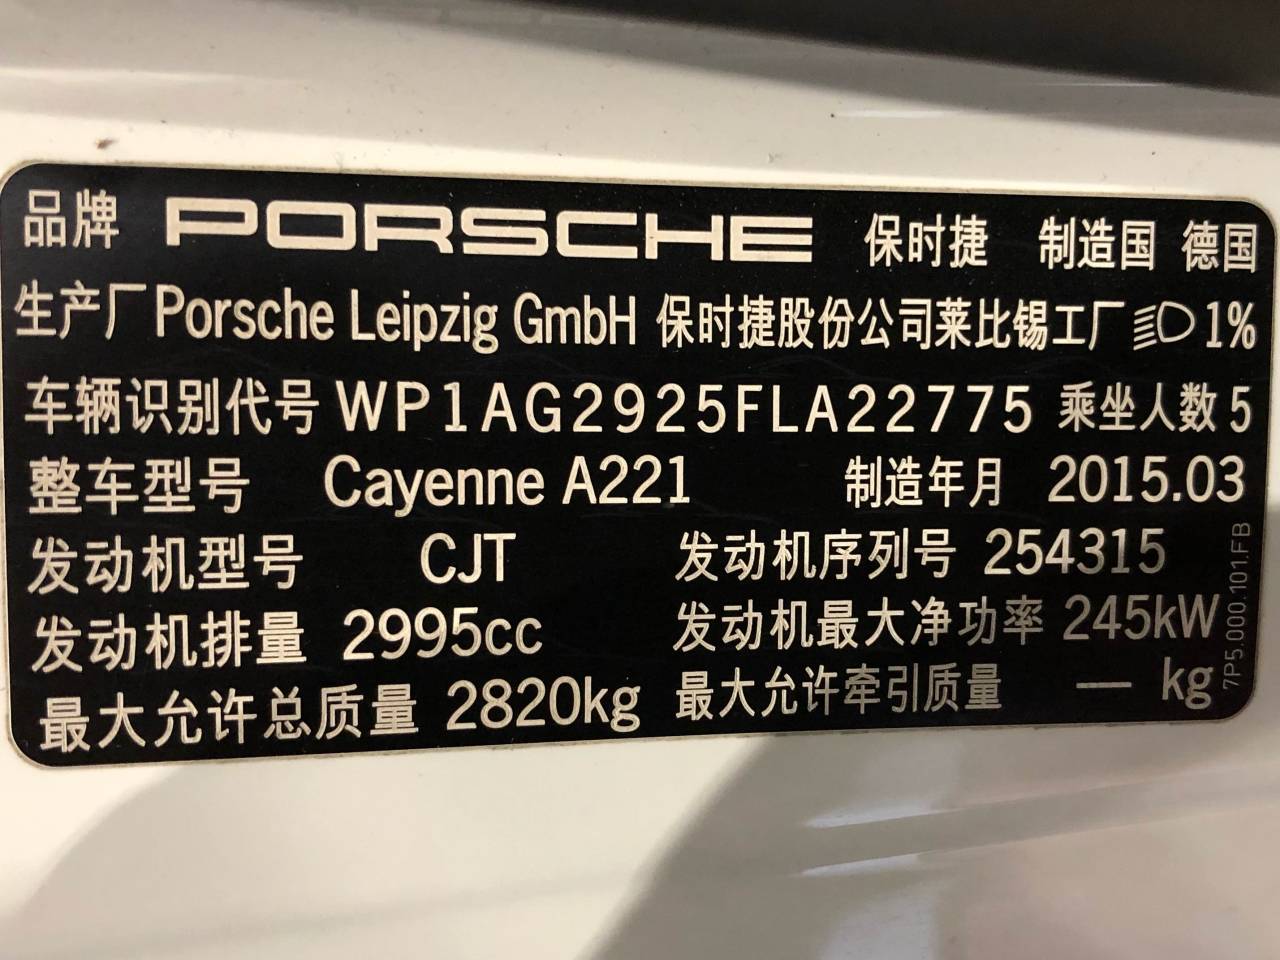 品牌 PORSCHE 保时捷 制造国 德国
生产厂 Porsche Leipzig GmbH 保时捷股份公司莱比锡工厂 1%
车辆识别代号 WP1AG2925FLA22775 乘坐人数 5
整车型号 Cayenne A221 制造年月 2015.03
发动机型号 CJT 发动机序列号 254315
发动机排量 2995cc 发动机最大净功率 245kW
最大允许总质量 2820kg 最大允许牵引质量 — kg
7P5.000.101.FB